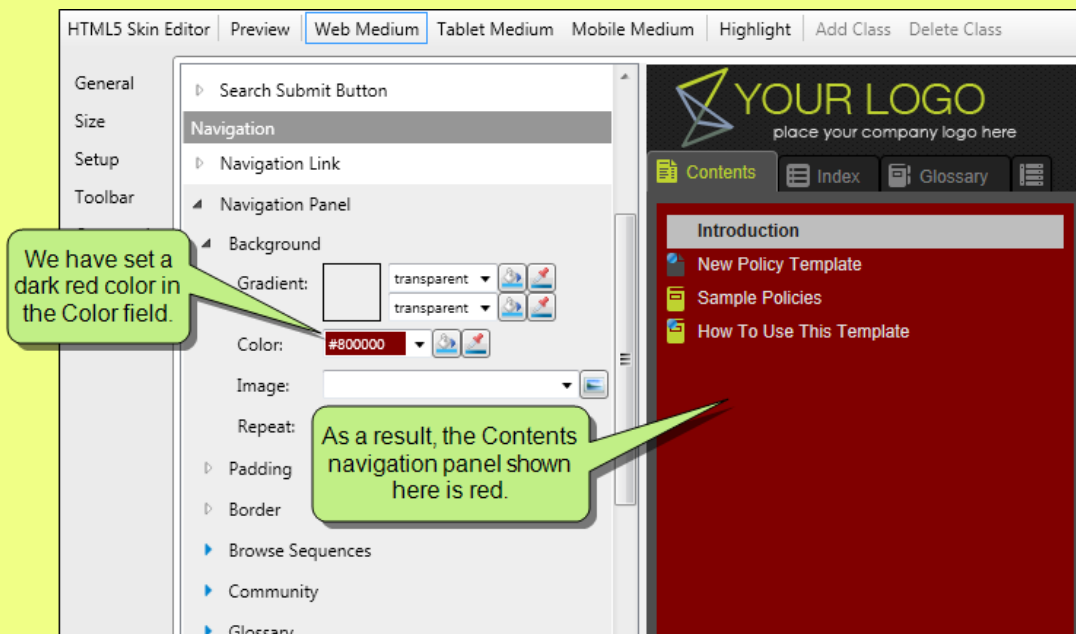 HTML5 Skin Editor Preview Web Medium Tablet Medium Mobile Medium Highlight Add Class Delete Class
General
Size
Setup
Toolbar
Search Submit Button
Navigation
Navigation Link
Navigation Panel
Background
Gradient: transparent
transparent
Color: #800000
Image:
Repeat:
Padding
Border
Browse Sequences
Community
Glossary
We have set a
dark red color in
the Color field.
As a result, the Contents
navigation panel shown
here is red.
YOUR LOGO
place your company logo here
Contents Index Glossary
Introduction
New Policy Template
Sample Policies
How To Use This Template